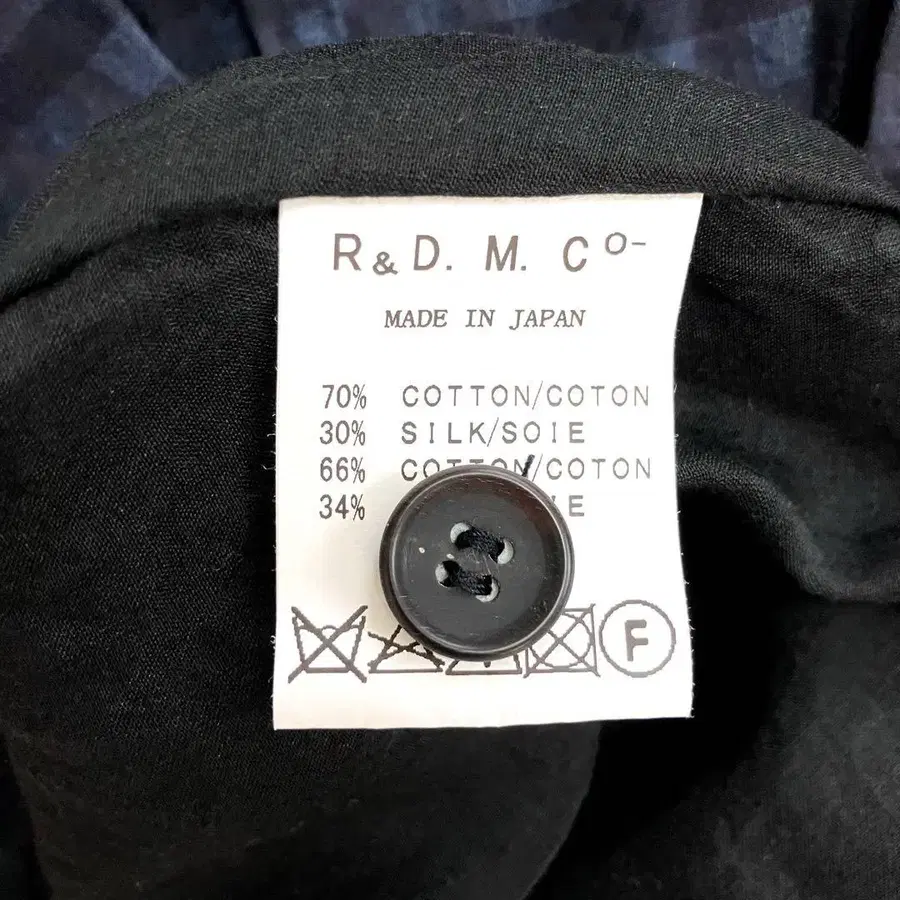 R & D. M. Co-
MADE IN JAPAN
70% COTTON/COTON
30% SILK/SOIE
66% COTTON/COTON
34%
F